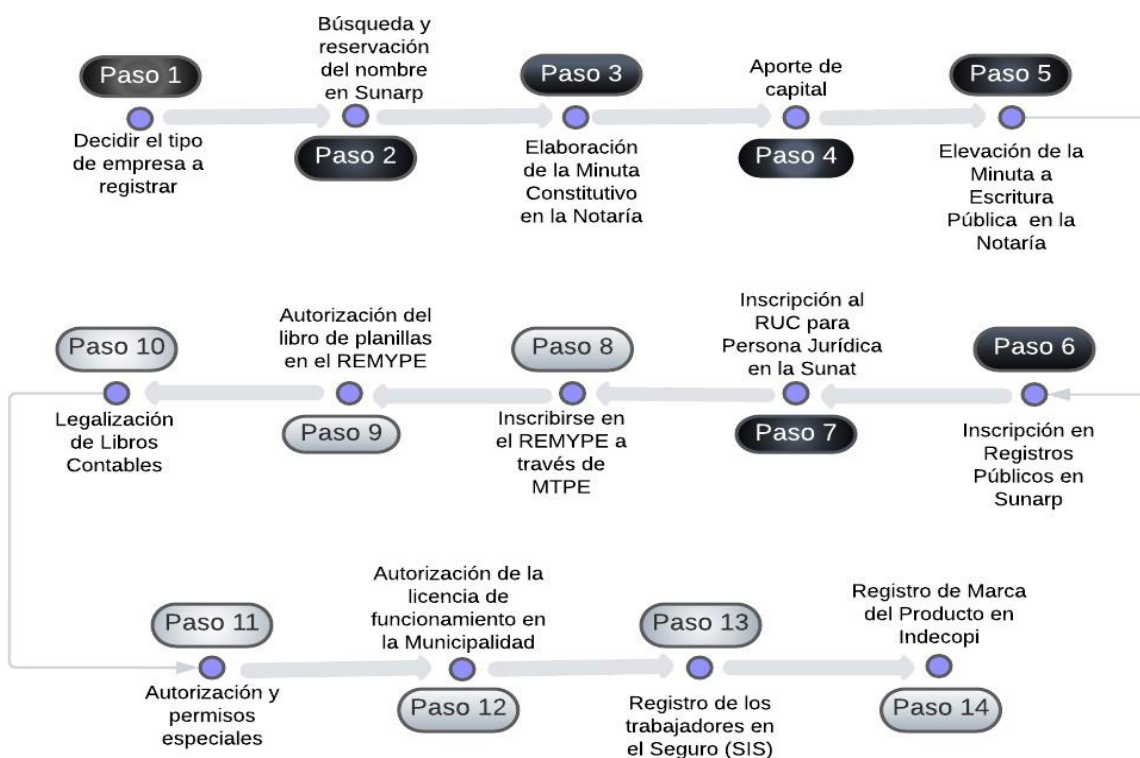 Paso 1
Decidir el tipo
de empresa a
registrar
Búsqueda y
reservación
del nombre
en Sunarp
Paso 2
Paso 3
Elaboración
de la Minuta
Constitutivo
en la Notaría
Aporte de
capital
Paso 4
Paso 5
Elevación de la
Minuta a
Escritura
Pública en la
Notaría
Paso 6
Inscripción en
Registros
Públicos en
Sunarp
Inscripción al
RUC para
Persona Jurídica
en la Sunat
Paso 7
Paso 8
Inscribirse en
el REMYPE a
través de
MTPE
Autorización del
libro de planillas
en el REMYPE
Paso 9
Paso 10
Legalización
de Libros
Contables
Paso 11
Autorización y
permisos
especiales
Autorización de la
licencia de
funcionamiento en
la Municipalidad
Paso 12
Paso 13
Registro de los
trabajadores en
el Seguro (SIS)
Registro de Marca
del Producto en
Indecopi
Paso 14